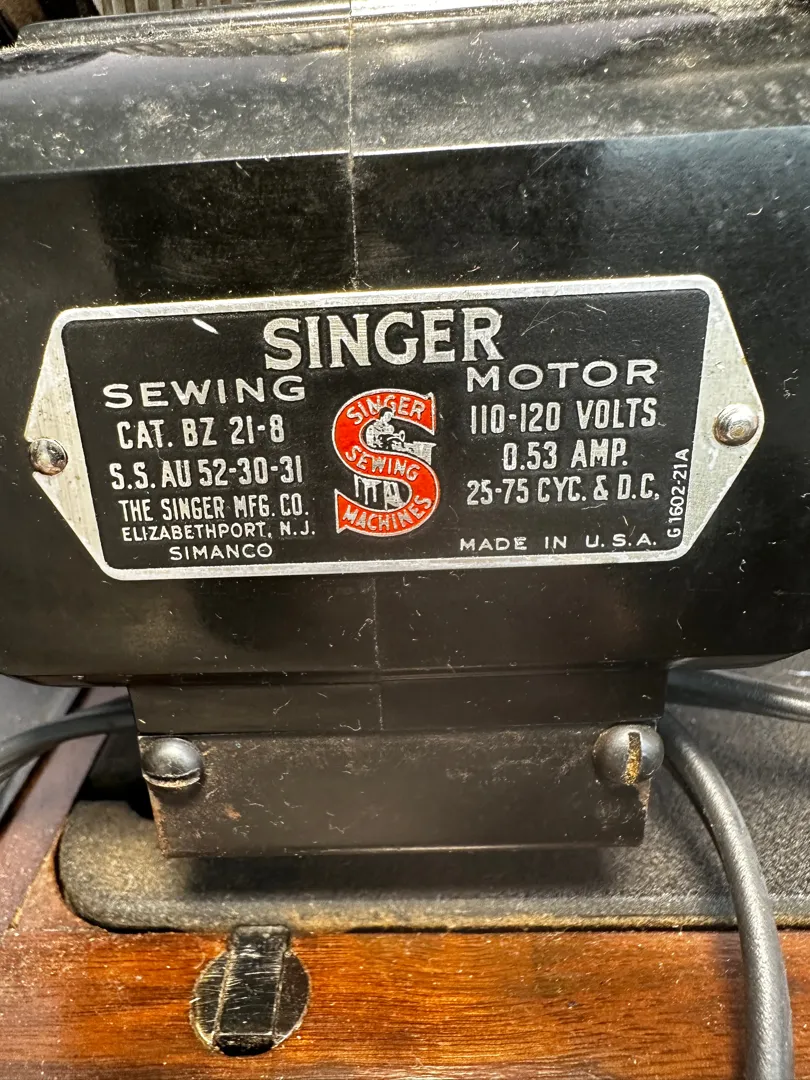 SINGER
SEWING
CAT. BZ 21-8
S.S. AU 52-30-31
THE SINGER MFG. CO.
ELIZABETHPORT, N.J.
SIMANCO
SINGER
SEWING
MACHINES
MOTOR
110-120 VOLTS
0.53 AMP.
25-75 CYC. & D.C.
MADE IN U.S.A.
G1602-21A